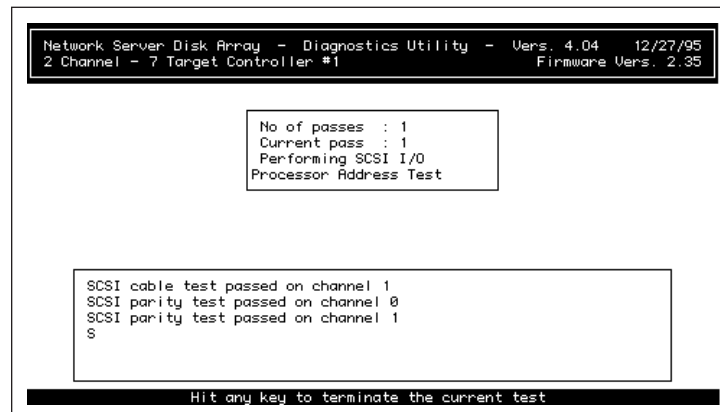 Network Server Disk Array - Diagnostics Utility - Vers. 4.04 12/27/95
2 Channel - 7 Target Controller #1 Firmware Vers. 2.35
No of passes : 1
Current pass : 1
Performing SCSI I/O
Processor Address Test
SCSI cable test passed on channel 1
SCSI parity test passed on channel 0
SCSI parity test passed on channel 1
S
Hit any key to terminate the current test